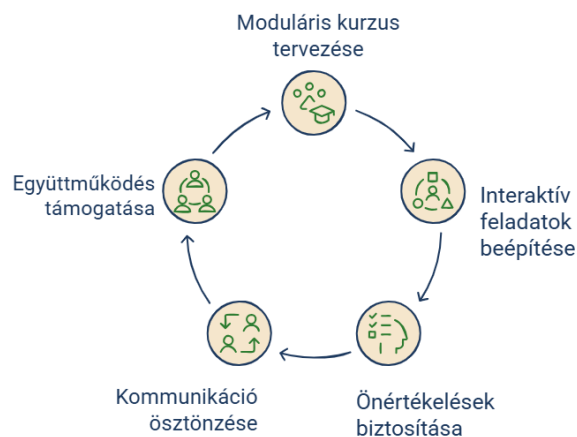 Moduláris kurzus
tervezése
Interaktív
feladatok
beépítése
Önértékelések
biztosítása
Kommunikáció
ösztönzése
Együttműködés
támogatása